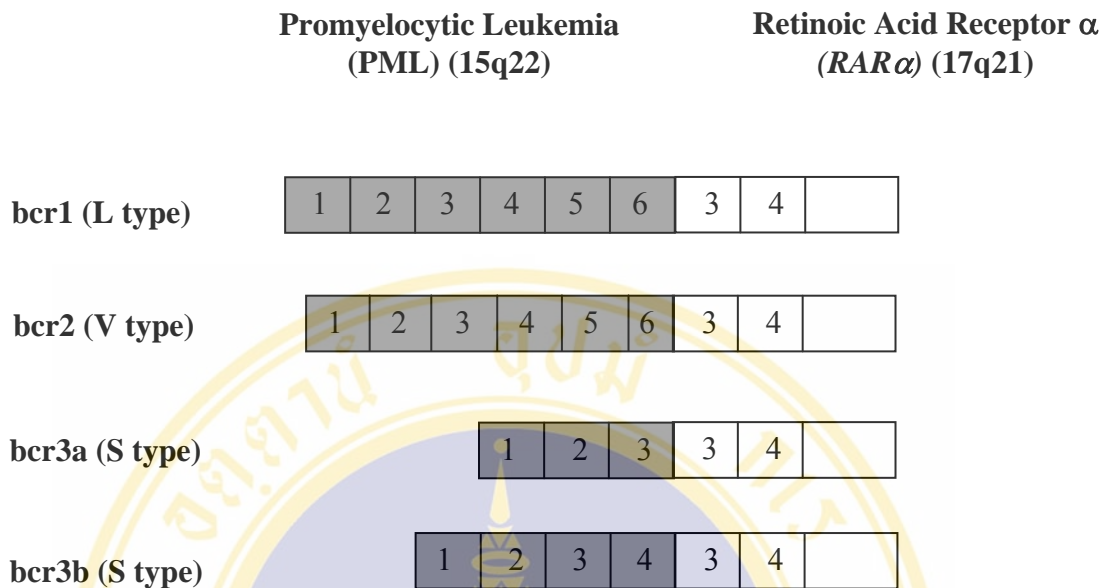 Promyelocytic Leukemia Retinoic Acid Receptor α
(PML) (15q22) (RARα) (17q21)
bcr1 (L type) 1 2 3 4 5 6 3 4
bcr2 (V type) 1 2 3 4 5 6 3 4
bcr3a (S type) 1 2 3 3 4
bcr3b (S type) 1 2 3 4 3 4